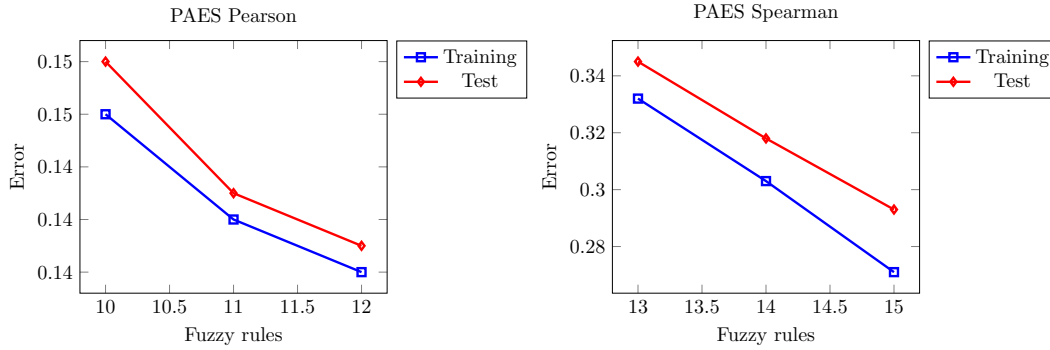 PAES Pearson
0.15
0.15
0.14
0.14
0.14
Error
10 10.5 11 11.5 12
Fuzzy rules
Training
Test
PAES Spearman
0.34
0.32
0.3
0.28
Error
13 13.5 14 14.5 15
Fuzzy rules
Training
Test